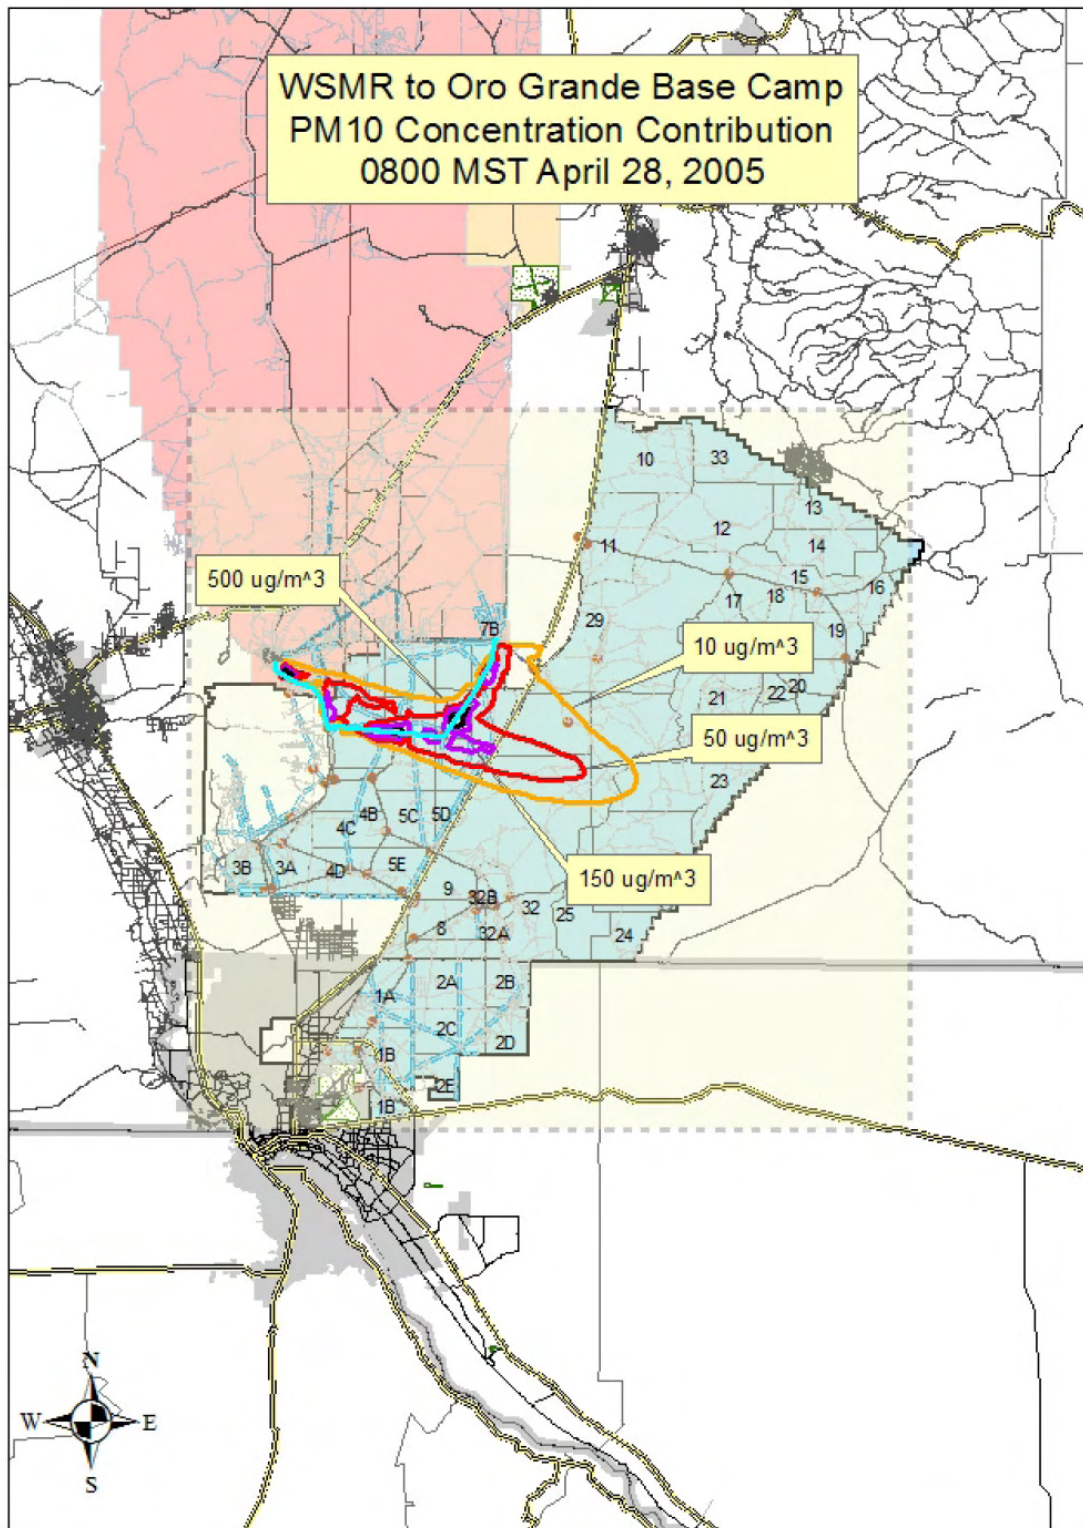 WSMR to Oro Grande Base Camp
PM10 Concentration Contribution
0800 MST April 28, 2005
10
33
13
12
11
14
15
16
500 ug/m^3
17
18
7B
29
19
10 ug/m^3
20
22
21
50 ug/m^3
23
4B
5C
5D
4C
3B
3A
4D
5E
150 ug/m^3
9
32B
32
25
8
32A
24
2A
2B
1A
2C
2D
1B
2E
1B
N
W
E
S